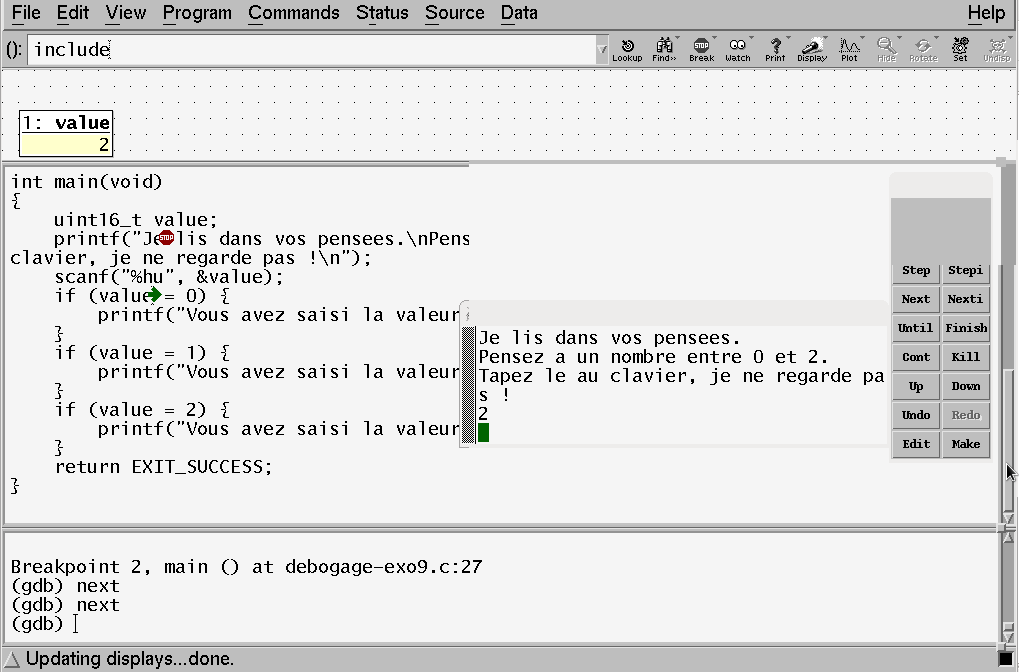 File Edit View Program Commands Status Source Data Help
(): include Lookup Find>> Break Watch Print Display Plot Hide Rotate Set Undisp
1: value
2
int main(void)
{
uint16_t value;
printf("Je lis dans vos pensees.\nPens
clavier, je ne regarde pas !\n");
scanf("%hu", &value);
if (value = 0) {
printf("Vous avez saisi la valeur
}
if (value = 1) {
printf("Vous avez saisi la valeur
}
if (value = 2) {
printf("Vous avez saisi la valeur
}
return EXIT_SUCCESS;
}
Je lis dans vos pensees.
Pensez a un nombre entre 0 et 2.
Tapez le au clavier, je ne regarde pa
s !
2
Step Stepi
Next Nexti
Until Finish
Cont Kill
Up Down
Undo Redo
Edit Make
Breakpoint 2, main () at debogage-exo9.c:27
(gdb) next
(gdb) next
(gdb)
Updating displays...done.